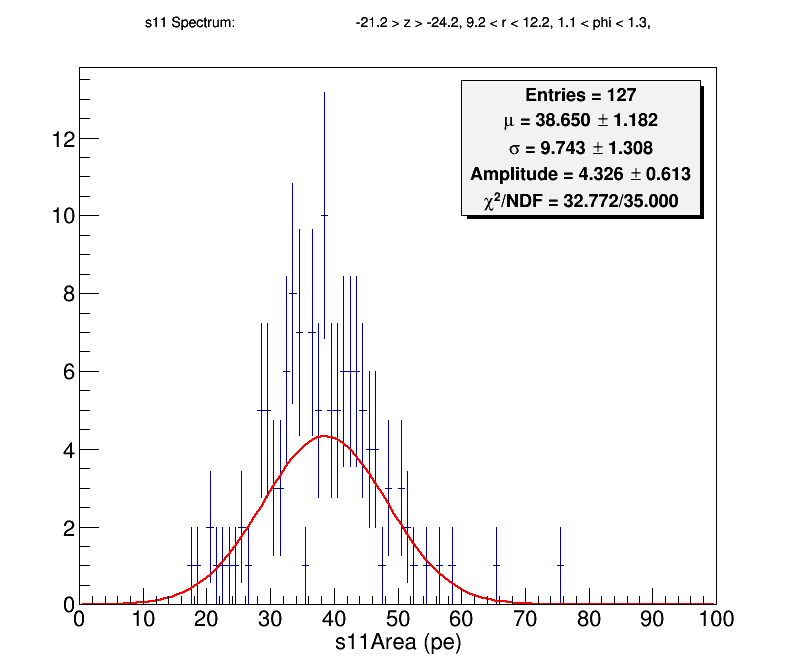 s11 Spectrum: -21.2 > z > -24.2, 9.2 < r < 12.2, 1.1 < phi < 1.3,
Entries = 127
μ = 38.650 ± 1.182
σ = 9.743 ± 1.308
Amplitude = 4.326 ± 0.613
χ²/NDF = 32.772/35.000
12
10
8
6
4
2
0
0 10 20 30 40 50 60 70 80 90 100
s11Area (pe)